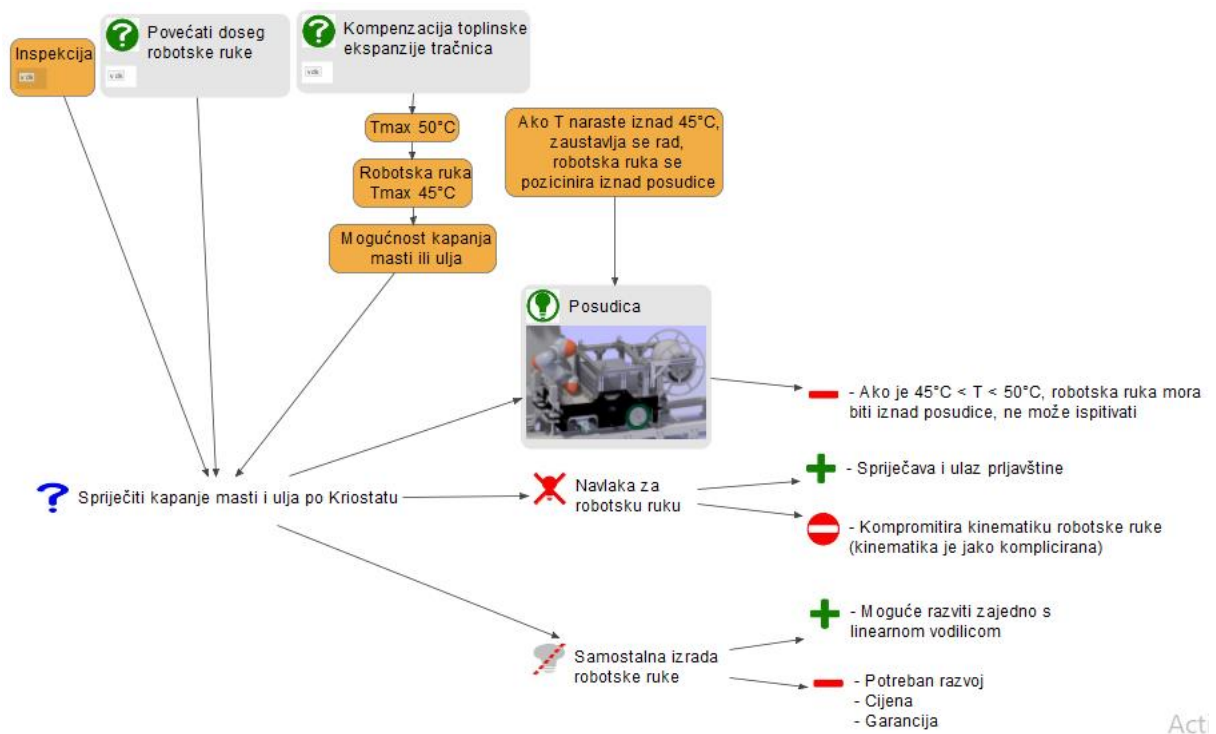 Inspekcija
Povećati doseg
robotske ruke
Kompenzacija toplinske
ekspanzije tračnica
Tmax 50°C
Robotska ruka
Tmax 45°C
Mogućnost kapanja
masti ili ulja
Ako T naraste iznad 45°C,
zaustavlja se rad,
robotska ruka se
pozicinira iznad posudice
Posudica
- Ako je 45°C < T < 50°C, robotska ruka mora
biti iznad posudice, ne može ispitivati
Spriječiti kapanje masti i ulja po Kriostatu
Navlaka za
robotsku ruku
- Spriječava i ulaz prljavštine
- Kompromitira kinematiku robotske ruke
(kinematika je jako komplicirana)
Samostalna izrada
robotske ruke
- Moguće razviti zajedno s
linearnom vodilicom
- Potreban razvoj
- Cijena
- Garancija
Acti